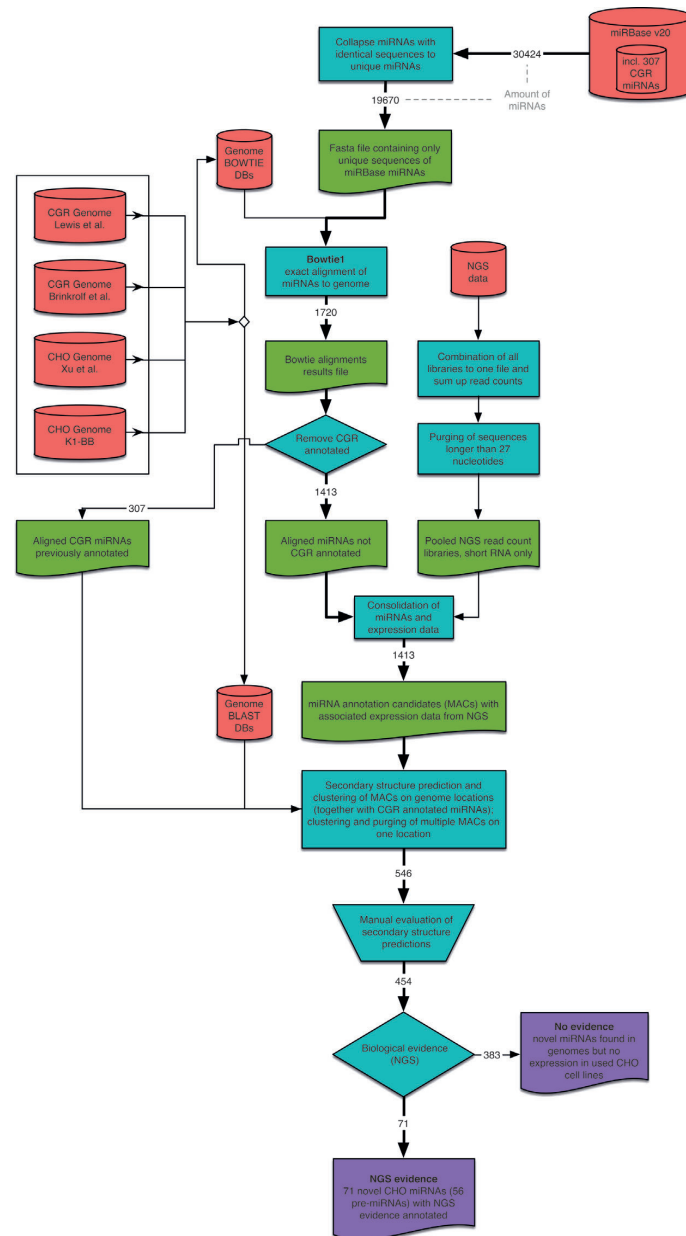 miRBase v20
incl. 307
CGR
miRNAs
30424
Collapse miRNAs with
identical sequences to
unique miRNAs
Amount of
miRNAs
19670
Fasta file containing only
unique sequences of
miRBase miRNAs
Genome
BOWTIE
DBs
CGR Genome
Lewis et al.
CGR Genome
Brinkrolf et al.
CHO Genome
Xu et al.
CHO Genome
K1-BB
Bowtie1
exact alignment of
miRNAs to genome
NGS
data
1720
Bowtie alignments
results file
Combination of all
libraries to one file and
sum up read counts
Remove CGR
annotated
Purging of sequences
longer than 27
nucleotides
307
1413
Aligned CGR miRNAs
previously annotated
Aligned miRNAs not
CGR annotated
Pooled NGS read count
libraries, short RNA only
Consolidation of
miRNAs and
expression data
1413
Genome
BLAST
DBs
miRNA annotation candidates (MACs) with
associated expression data from NGS
Secondary structure prediction and
clustering of MACs on genome locations
(together with CGR annotated miRNAs);
clustering and purging of multiple MACs on
one location
546
Manual evaluation of
secondary structure
predictions
454
Biological evidence
(NGS)
383
No evidence
novel miRNAs found in
genomes but no
expression in used CHO
cell lines
71
NGS evidence
71 novel CHO miRNAs (56
pre-miRNAs) with NGS
evidence annotated